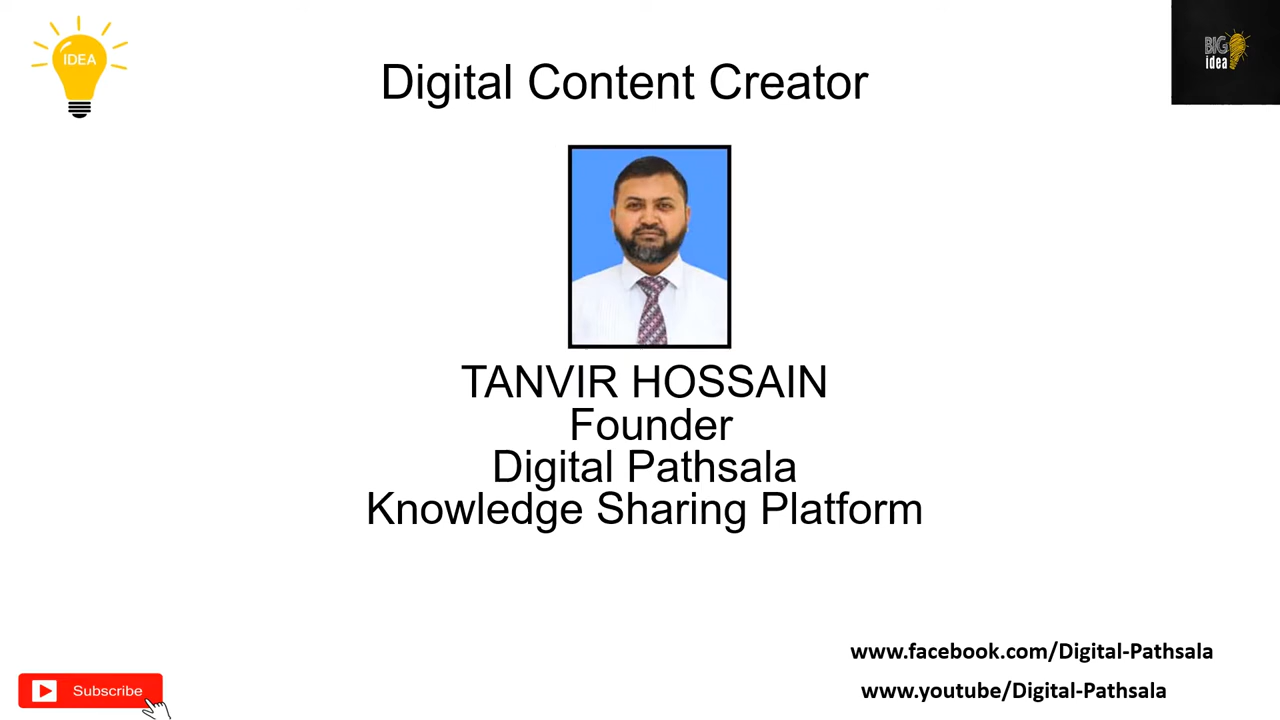 IDEA
BIG
idea
Digital Content Creator
TANVIR HOSSAIN
Founder
Digital Pathsala
Knowledge Sharing Platform
www.facebook.com/Digital-Pathsala
www.youtube/Digital-Pathsala
Subscribe